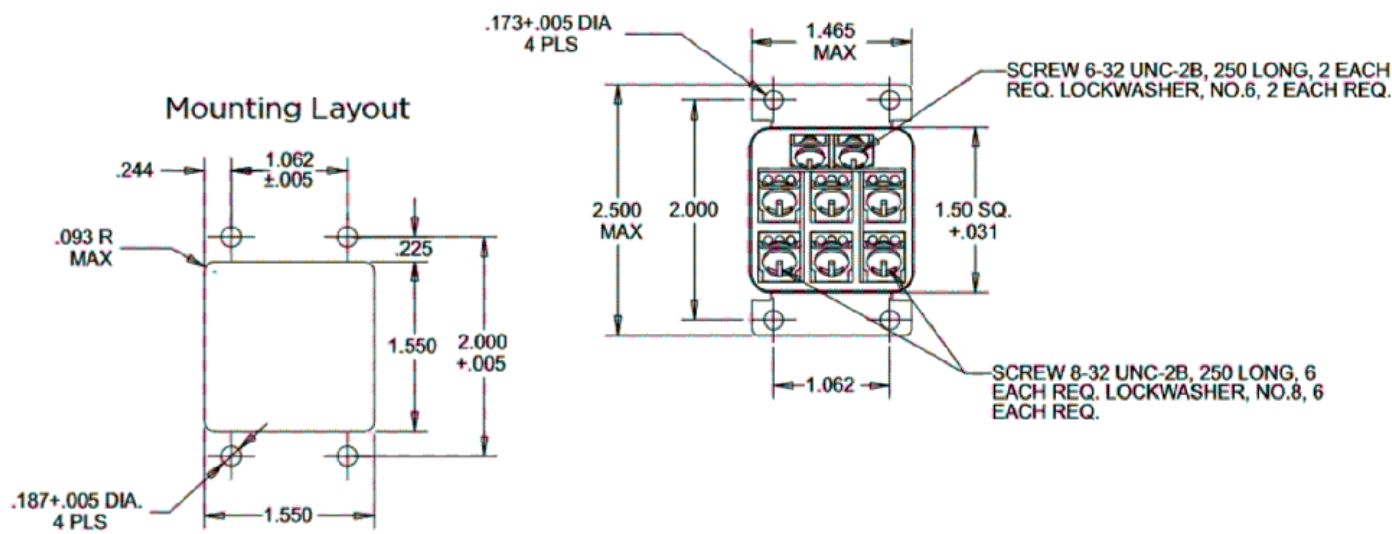 .173+.005 DIA
4 PLS
1.465
MAX
SCREW 6-32 UNC-2B, 250 LONG, 2 EACH
REQ. LOCKWASHER, NO.6, 2 EACH REQ.
Mounting Layout
.244
1.062
±.005
.093 R
MAX
.225
2.500
MAX
2.000
1.50 SQ.
+.031
1.550
2.000
+.005
SCREW 8-32 UNC-2B, 250 LONG, 6
EACH REQ. LOCKWASHER, NO.8, 6
EACH REQ.
1.062
.187+.005 DIA.
4 PLS
1.550